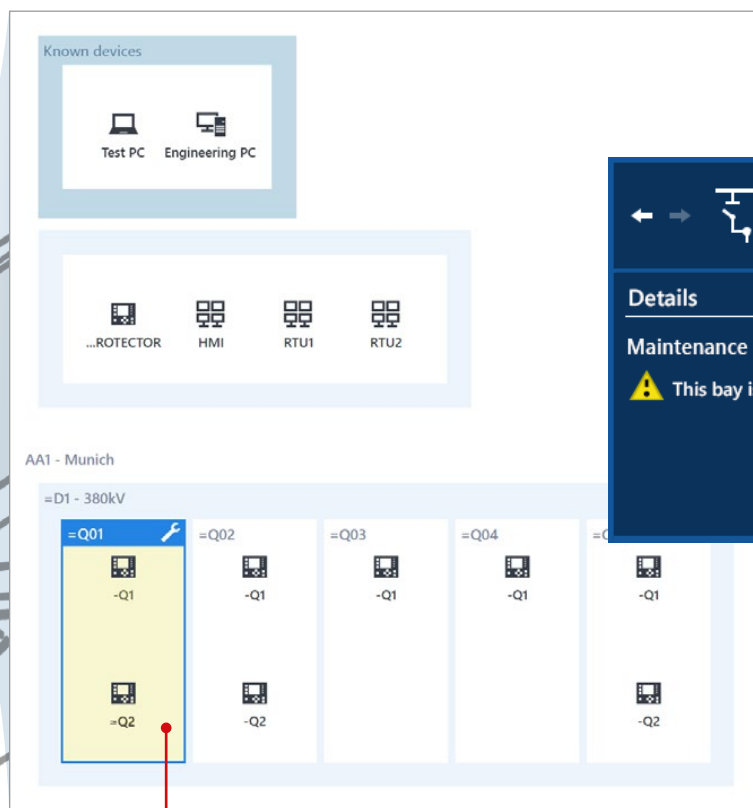 Known devices
Test PC Engineering PC
...ROTECTOR HMI RTU1 RTU2
Details
Maintenance
This bay i
AA1 - Munich
=D1 - 380kV
=Q01 =Q02 =Q03 =Q04
-Q1 -Q1 -Q1 -Q1 -Q1
=Q2 -Q2 -Q2